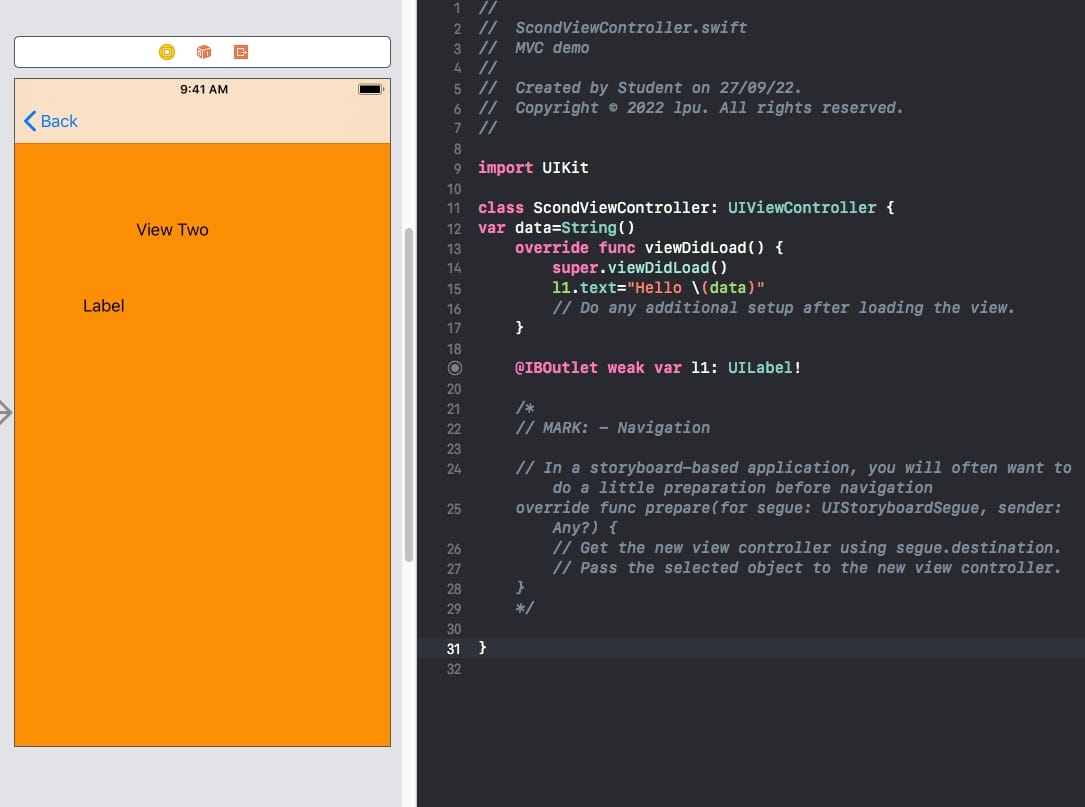 9:41 AM
Back
View Two
Label
1 //
2 //  ScondViewController.swift
3 //  MVC demo
4 //
5 //  Created by Student on 27/09/22.
6 //  Copyright © 2022 lpu. All rights reserved.
7 //
8
9 import UIKit
10
11 class ScondViewController: UIViewController {
12 var data=String()
13     override func viewDidLoad() {
14         super.viewDidLoad()
15         l1.text="Hello \(data)"
16         // Do any additional setup after loading the view.
17     }
18
    @IBOutlet weak var l1: UILabel!
20
21     /*
22     // MARK: - Navigation
23
24     // In a storyboard-based application, you will often want to
        do a little preparation before navigation
25     override func prepare(for segue: UIStoryboardSegue, sender:
        Any?) {
26         // Get the new view controller using segue.destination.
27         // Pass the selected object to the new view controller.
28     }
29     */
30
31 }
32